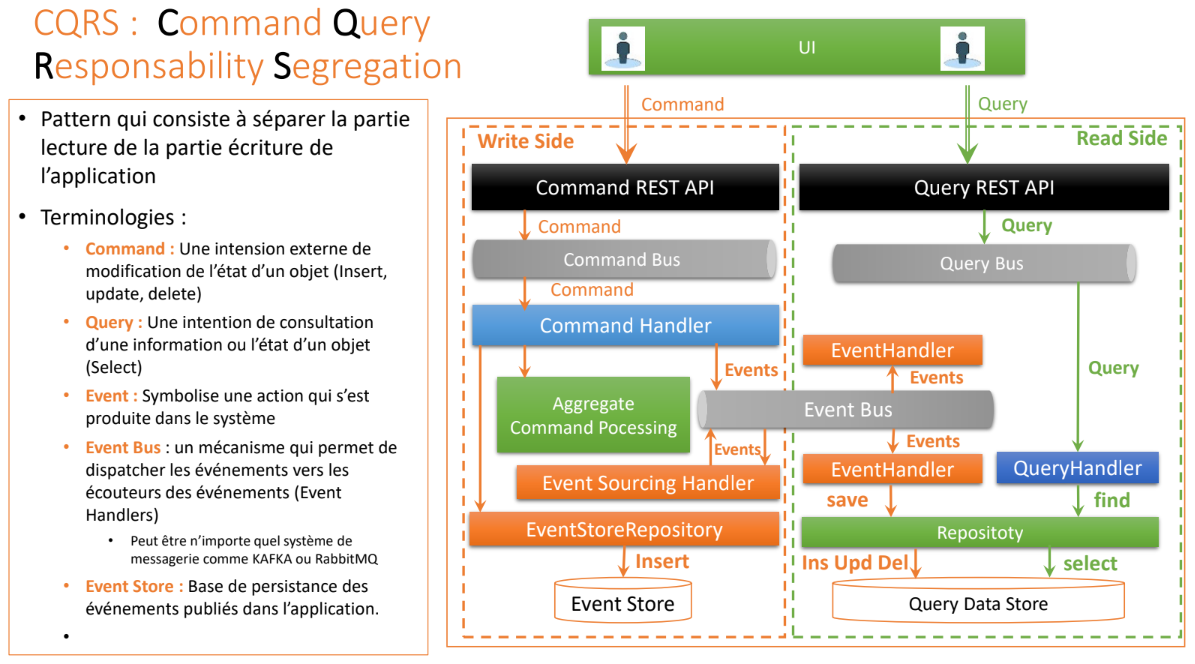 CQRS : Command Query
Responsability Segregation
• Pattern qui consiste à séparer la partie
lecture de la partie écriture de
l'application
• Terminologies :
• Command : Une intension externe de
modification de l'état d'un objet (Insert,
update, delete)
• Query : Une intention de consultation
d'une information ou l'état d'un objet
(Select)
• Event : Symbolise une action qui s'est
produite dans le système
• Event Bus : un mécanisme qui permet de
dispatcher les événements vers les
écouteurs des événements (Event
Handlers)
• Peut être n'importe quel système de
messagerie comme KAFKA ou RabbitMQ
• Event Store : Base de persistance des
événements publiés dans l'application.
•
UI
Command
Query
Write Side
Read Side
Command REST API
Query REST API
Command
Query
Command Bus
Query Bus
Command
Command Handler
EventHandler
Events
Events
Query
Aggregate
Command Pocessing
Event Bus
Events
Events
Event Sourcing Handler
EventHandler
QueryHandler
save
find
EventStoreRepository
Repositoty
Insert
Ins Upd Del
select
Event Store
Query Data Store